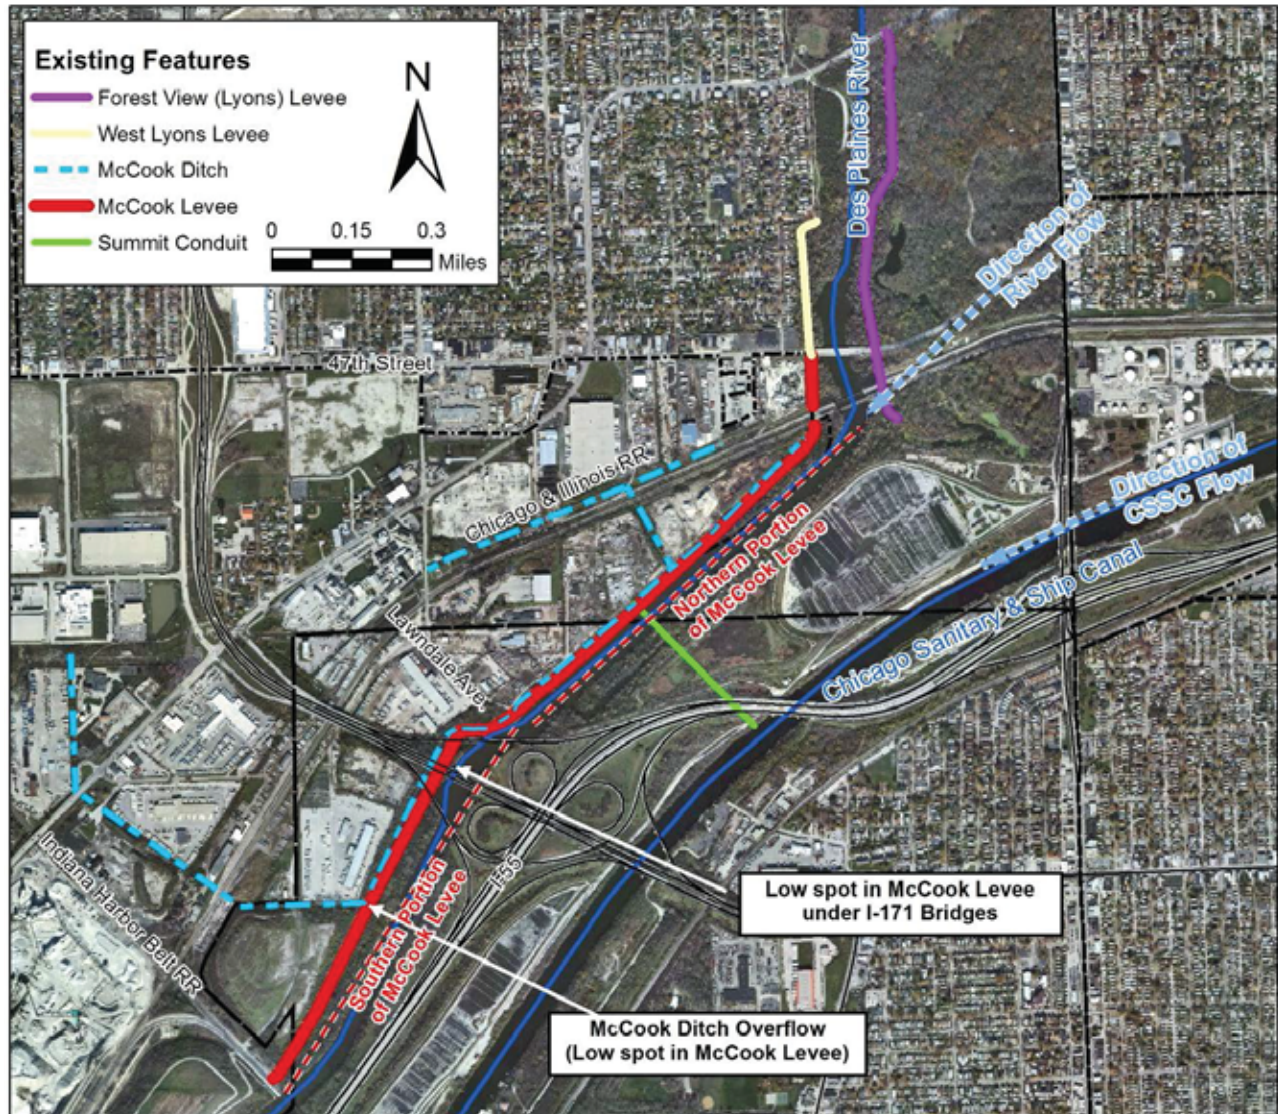 Existing Features
Forest View (Lyons) Levee
West Lyons Levee
McCook Ditch
McCook Levee
Summit Conduit
N
0 0.15 0.3
Miles
Des Plaines River
Direction of
River Flow
47th Street
Chicago & Illinois RR
Direction of
CSSC Flow
Northern Portion
of McCook Levee
Chicago Sanitary & Ship Canal
Lawndale Ave.
Indiana Harbor Belt RR
I-55
Southern Portion
of McCook Levee
Low spot in McCook Levee
under I-171 Bridges
McCook Ditch Overflow
(Low spot in McCook Levee)